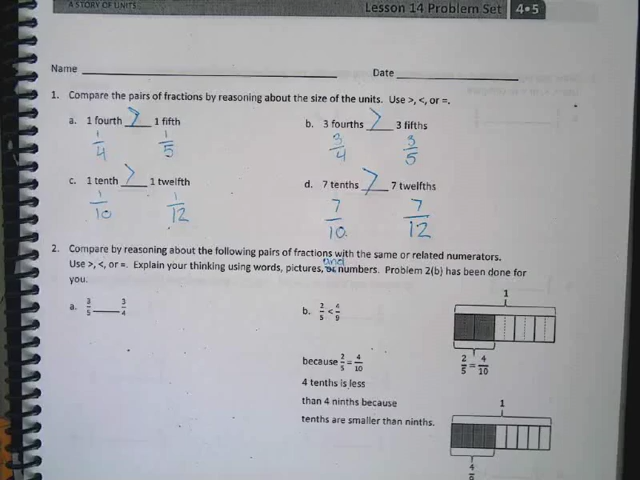 A STORY OF UNITS
Lesson 14 Problem Set 4•5
Name ____ Date ____
1. Compare the pairs of fractions by reasoning about the size of the units. Use >, <, or =.
a. 1 fourth > 1 fifth
b. 3 fourths > 3 fifths
1/4 1/5
3/4 3/5
c. 1 tenth > 1 twelfth
d. 7 tenths > 7 twelfths
1/10 1/12
7/10 7/12
2. Compare by reasoning about the following pairs of fractions with the same or related numerators.
and
Use >, <, or =. Explain your thinking using words, pictures, or numbers. Problem 2(b) has been done for
you.
a. 3/5 ____ 3/4
b. 2/5 < 4/9
1
because 2/5 = 4/10
2/5 = 4/10
4 tenths is less
than 4 ninths because
1
tenths are smaller than ninths.